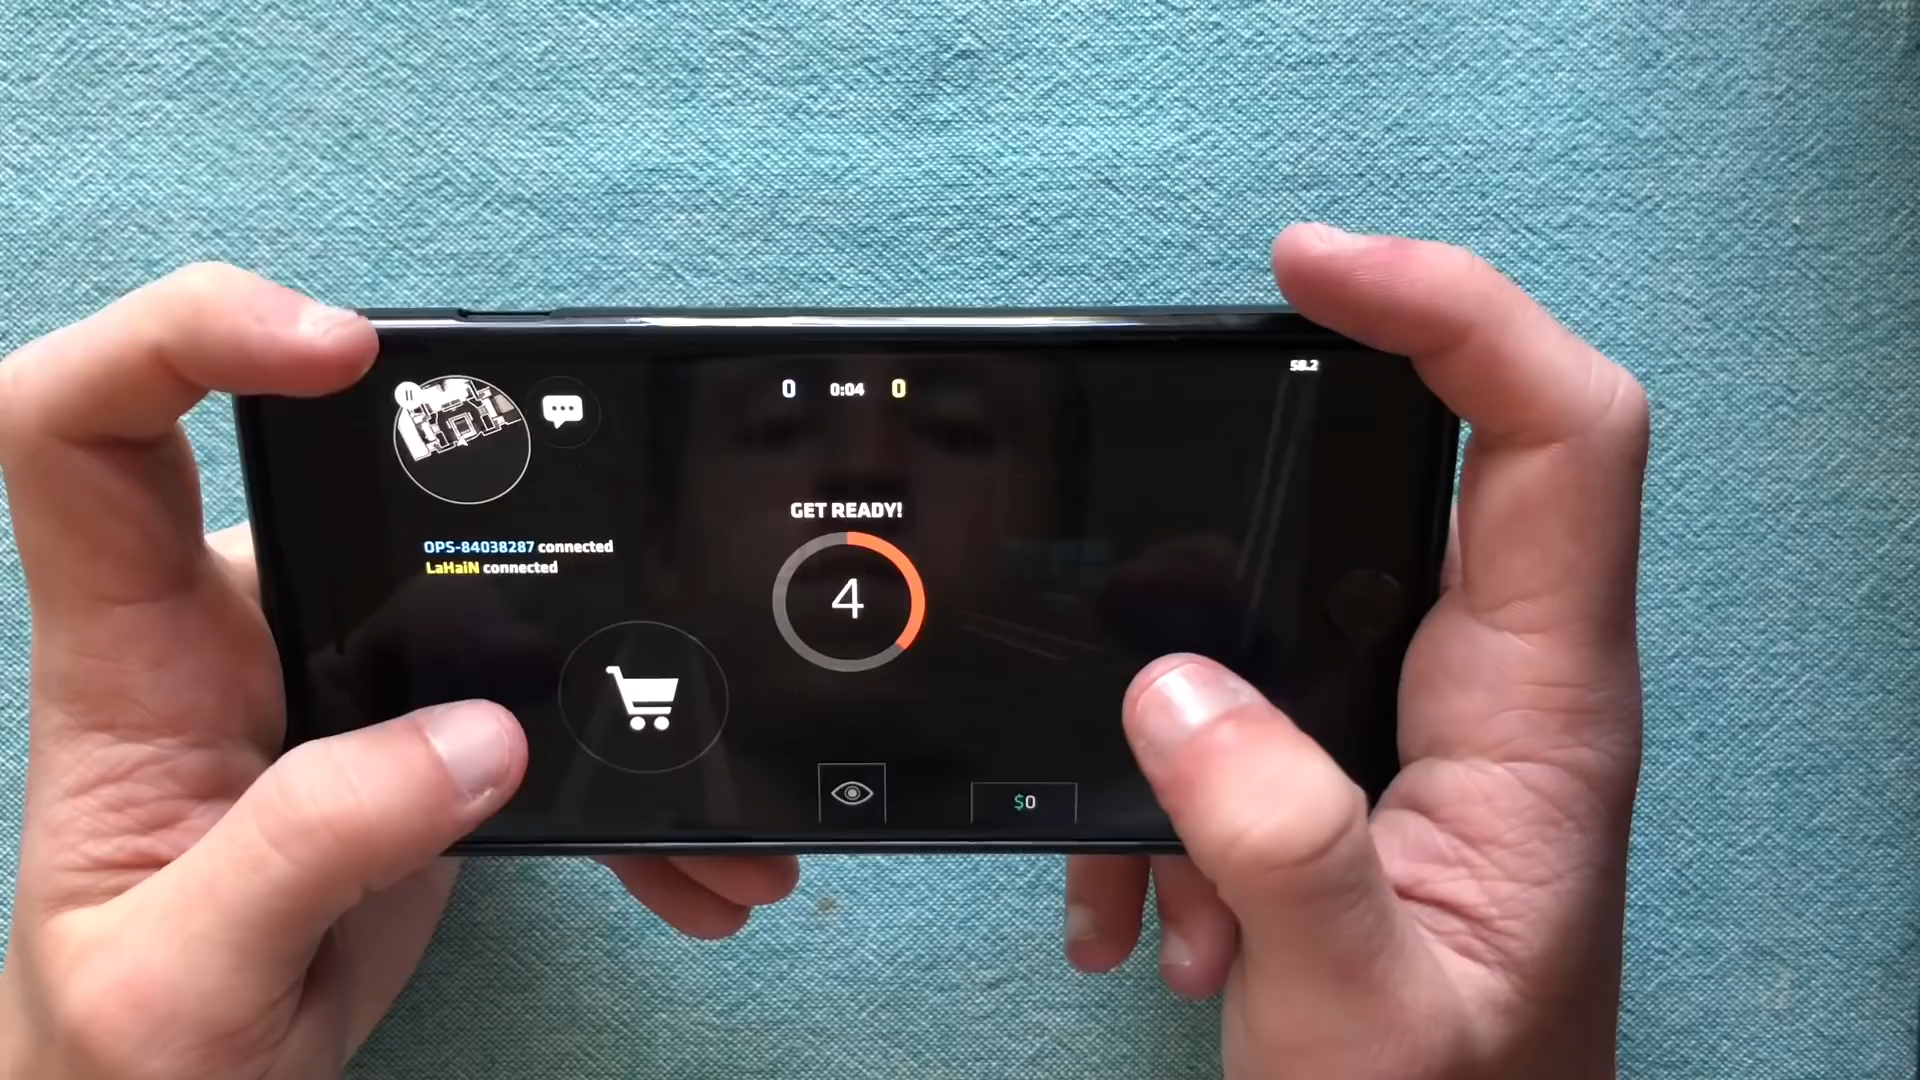 58.2
0 0:04 0
GET READY!
4
OPS-84038287 connected
LaHaiN connected
$0